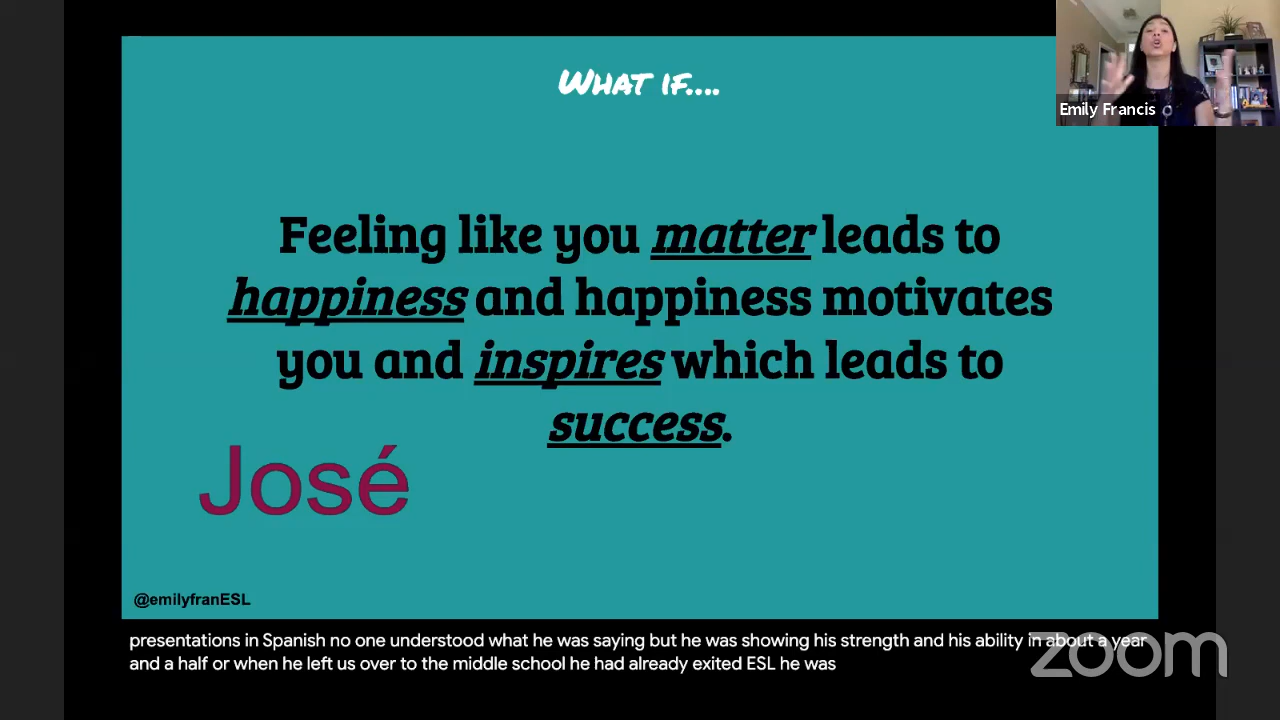 What if....
Emily Francis
Feeling like you matter leads to
happiness and happiness motivates
you and inspires which leads to
success.
José
@emilyfranESL
presentations in Spanish no one understood what he was saying but he was showing his strength and his ability in about a year
and a half or when he left us over to the middle school he had already exited ESL he was
zoom